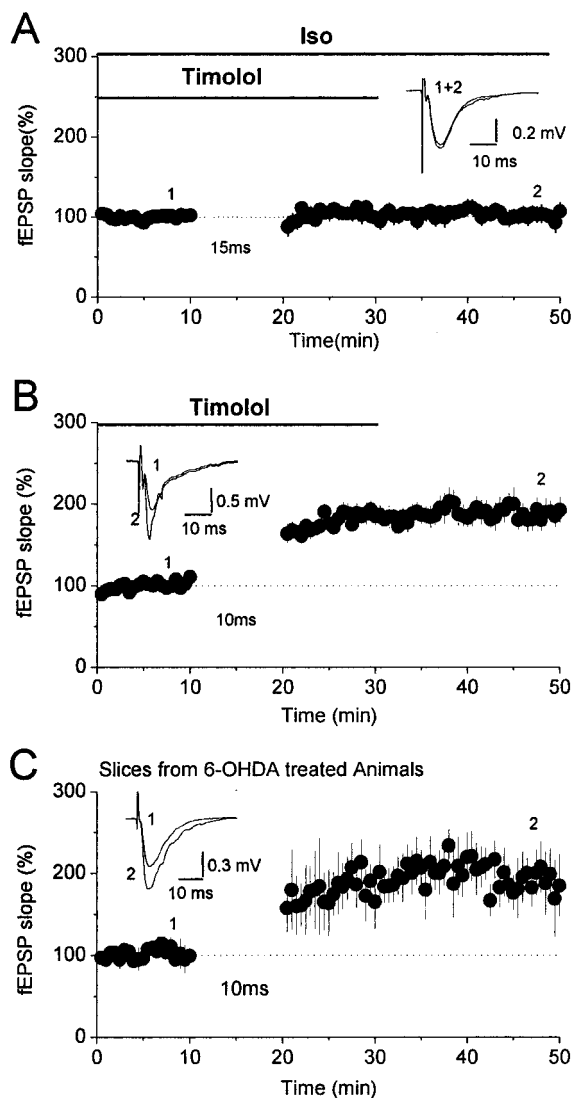 A
Iso
Timolol
fEPSP slope(%)
300
250
200
150
100
50
0
1+2
0.2 mV
10 ms
1
2
15ms
0 10 20 30 40 50
Time(min)
B
Timolol
fEPSP slope (%)
300
200
100
0
1
2
0.5 mV
10 ms
1
2
10ms
0 10 20 30 40 50
Time (min)
C
Slices from 6-OHDA treated Animals
fEPSP slope (%)
300
200
100
0
1
2
0.3 mV
10 ms
1
2
10ms
0 10 20 30 40 50
Time (min)